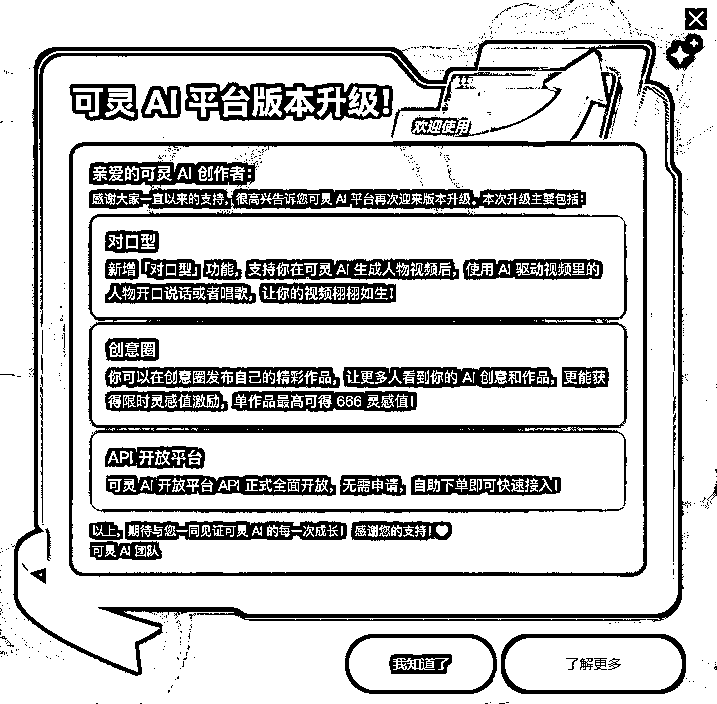 可灵 AI 平台版本升级!
欢迎使用
亲爱的可灵 AI 创作者:
感谢大家一直以来的支持，很高兴告诉您可灵 AI 平台再次迎来版本升级。本次升级主要包括:
对口型
新增「对口型」功能，支持你在可灵 AI 生成人物视频后，使用 AI 驱动视频里的
人物开口说话或者唱歌，让你的视频栩栩如生!
创意圈
你可以在创意圈发布自己的精彩作品，让更多人看到你的 AI 创意和作品，更能获
得限时灵感值激励，单作品最高可得 666 灵感值!
API 开放平台
可灵 AI 开放平台 API 正式全面开放，无需申请，自助下单即可快速接入!
以上，期待与您一同见证可灵 AI 的每一次成长! 感谢您的支持!
可灵 AI 团队
我知道了
了解更多